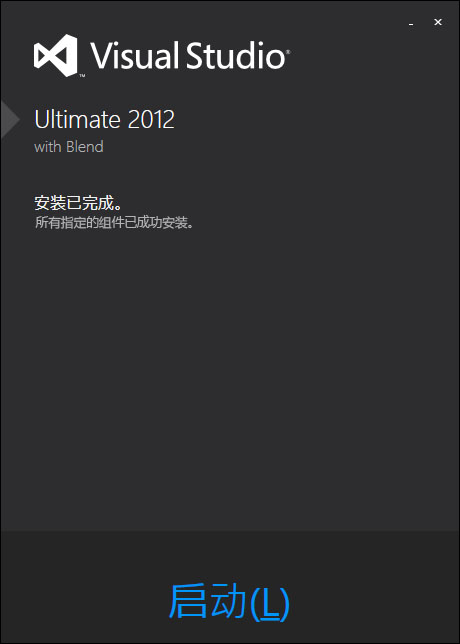 Visual Studio
Ultimate 2012
with Blend
安装已完成。
所有指定的组件已成功安装。
启动(L)